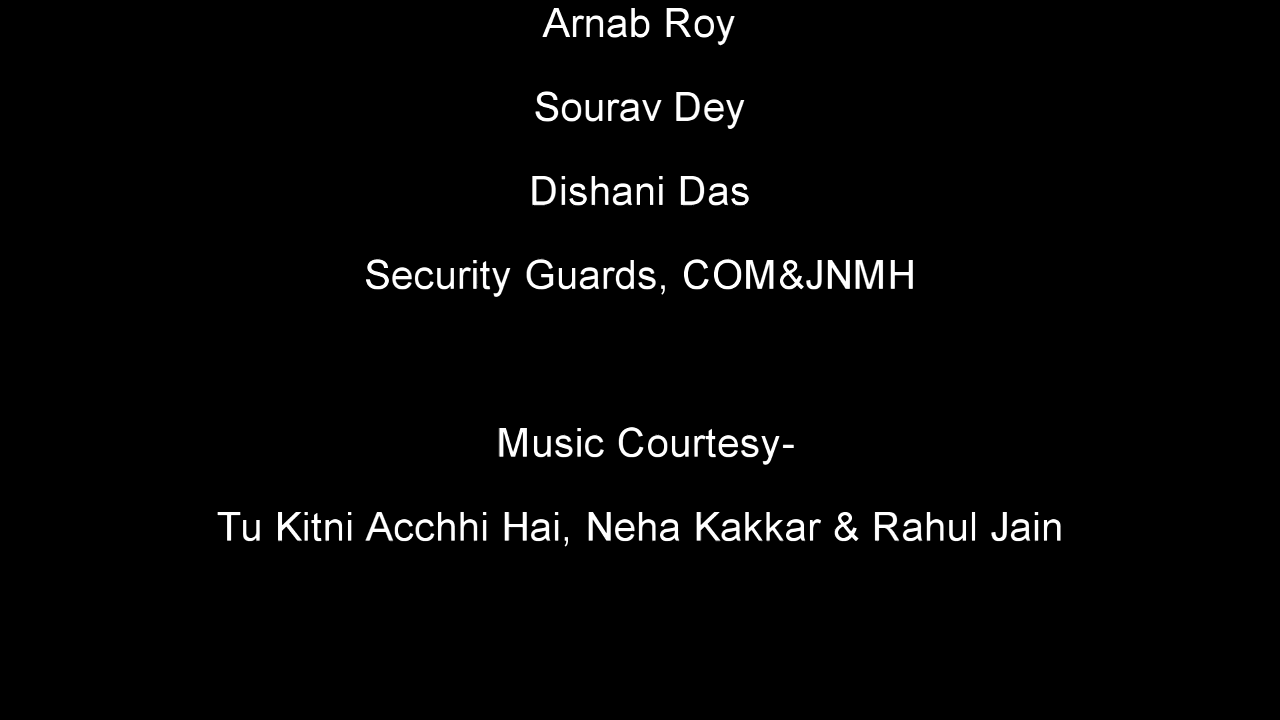 Arnab Roy
Sourav Dey
Dishani Das
Security Guards, COM&JNMH
Music Courtesy-
Tu Kitni Acchhi Hai, Neha Kakkar & Rahul Jain